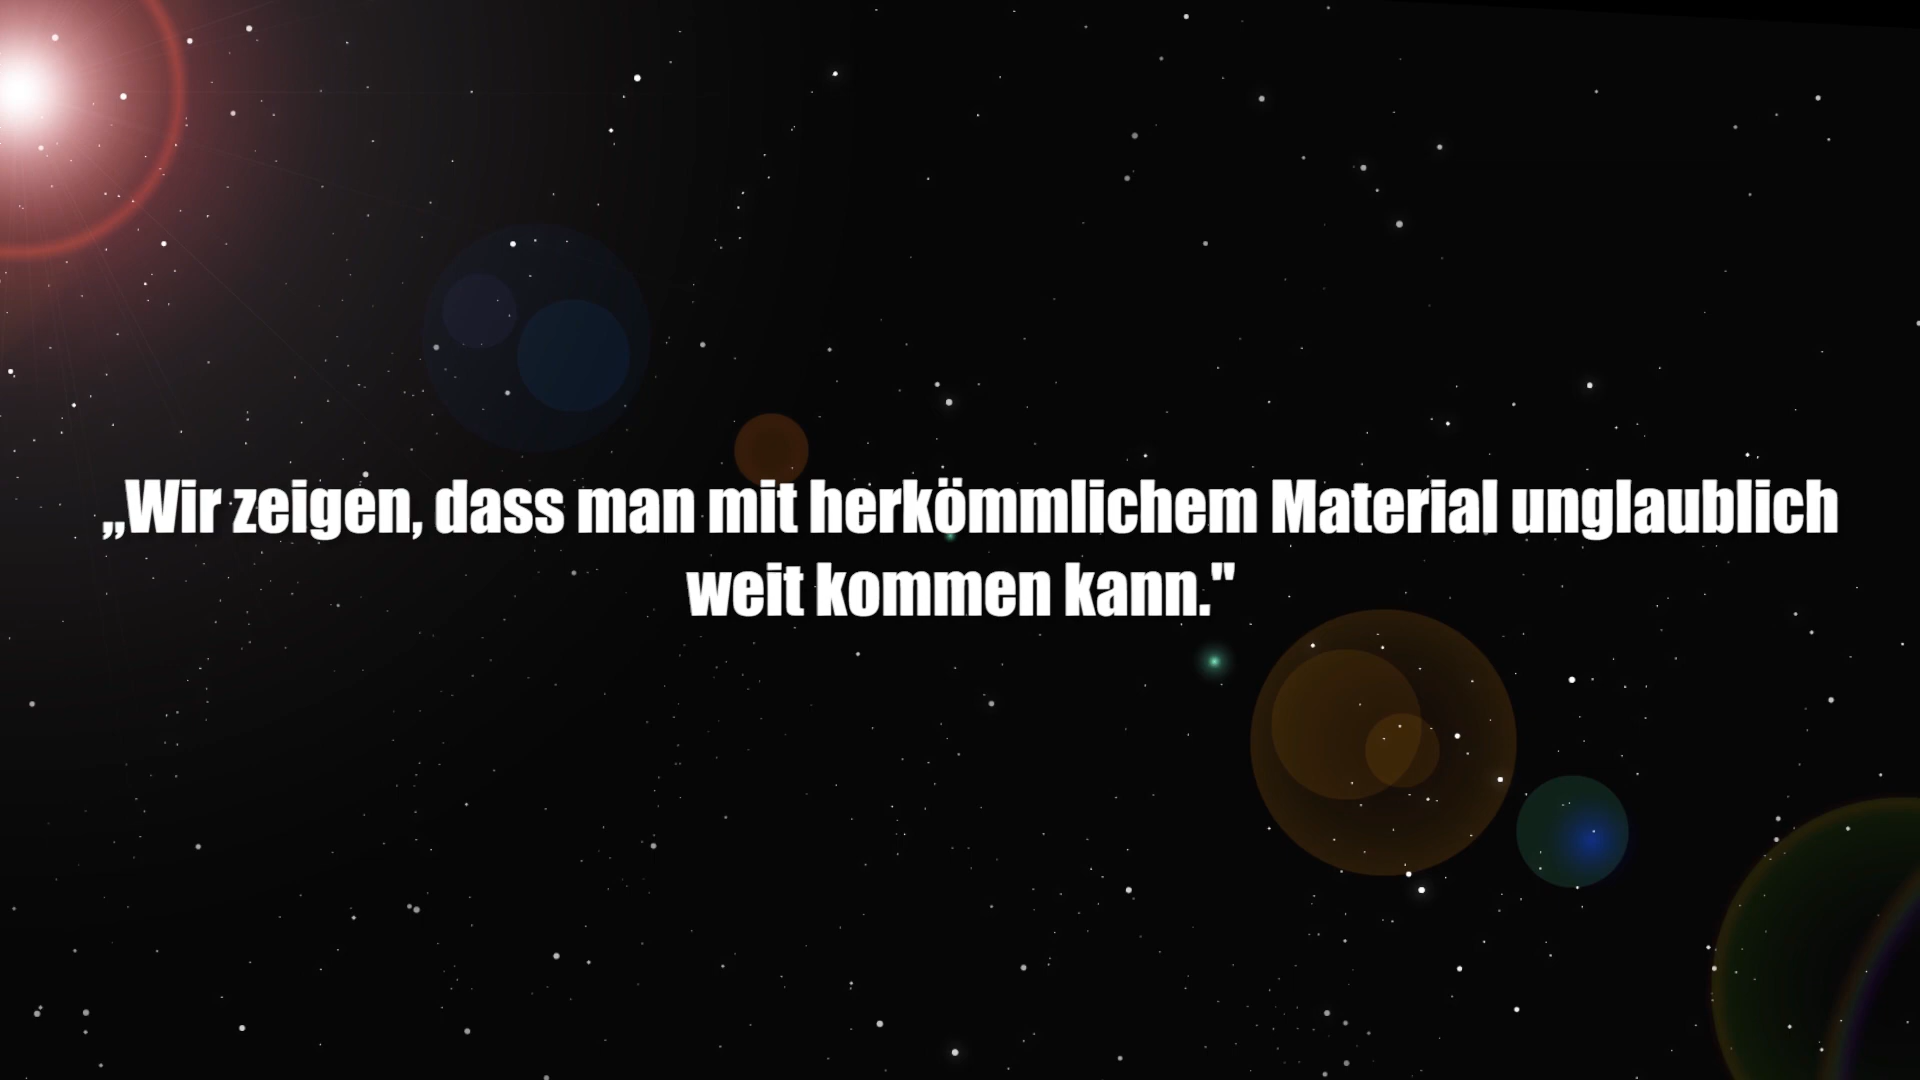 „Wir zeigen, dass man mit herkömmlichem Material unglaublich
weit kommen kann."